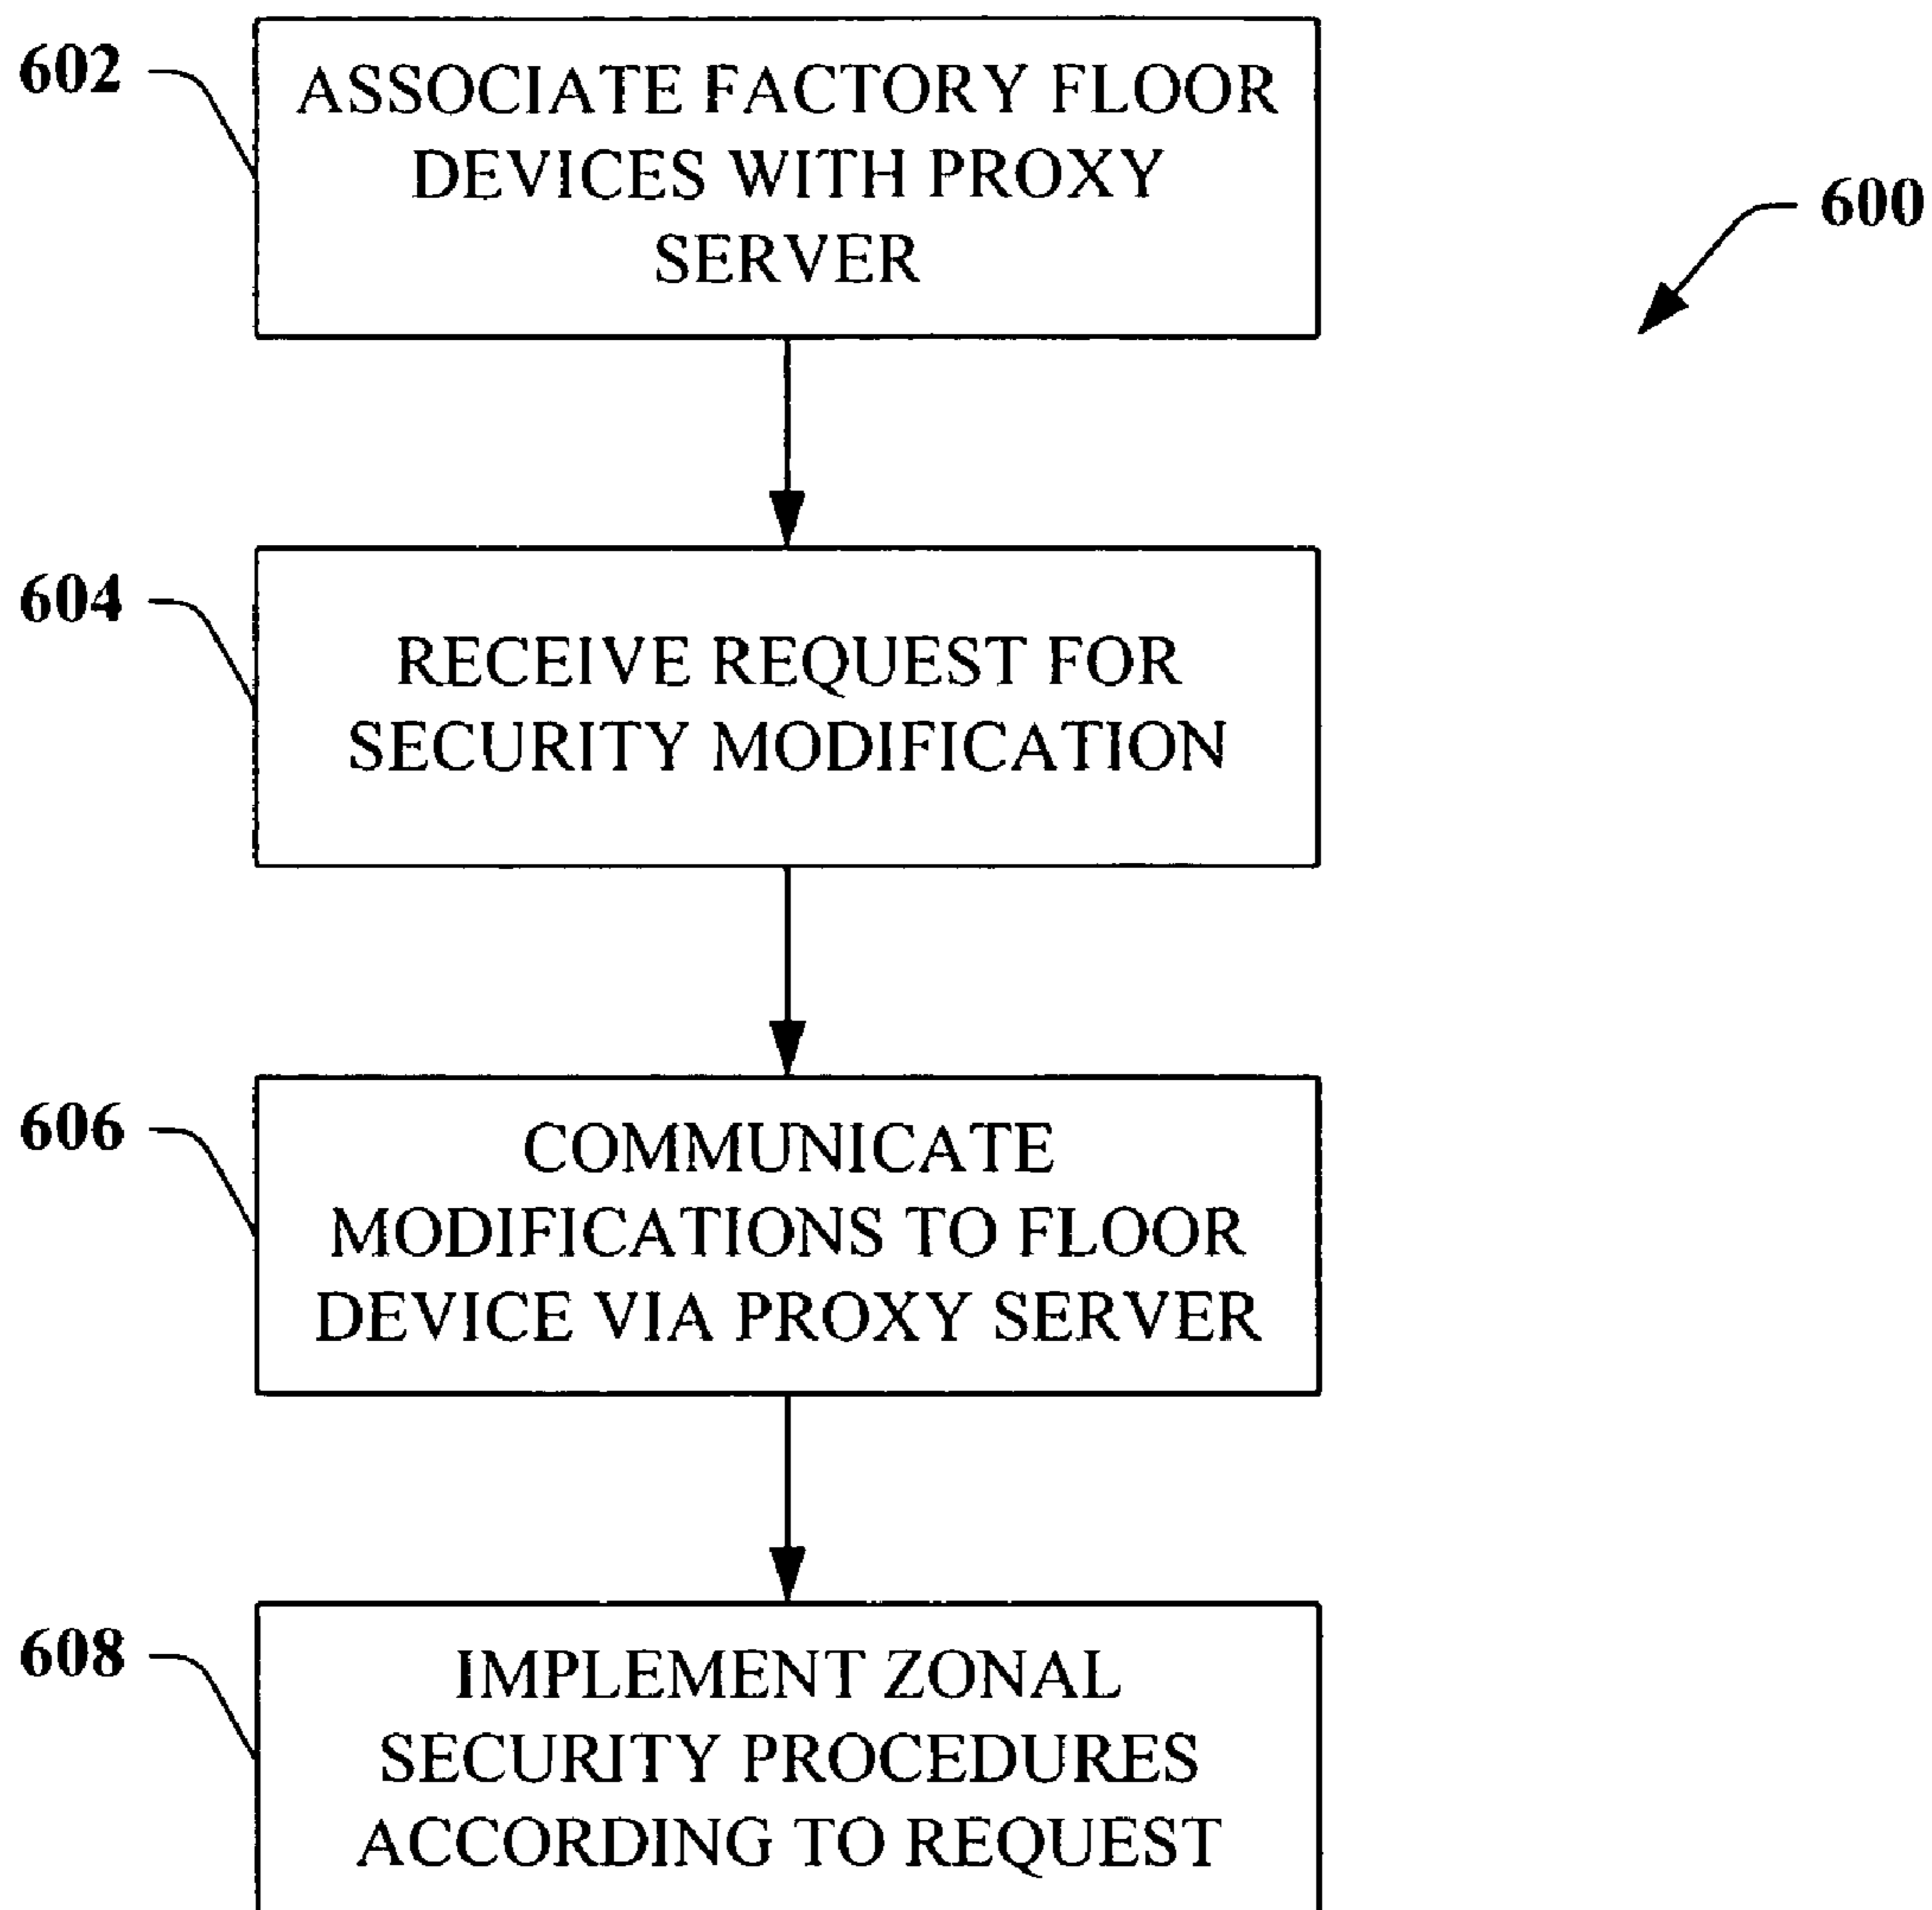 602
ASSOCIATE FACTORY FLOOR
DEVICES WITH PROXY
SERVER
600
604
RECEIVE REQUEST FOR
SECURITY MODIFICATION
606
COMMUNICATE
MODIFICATIONS TO FLOOR
DEVICE VIA PROXY SERVER
608
IMPLEMENT ZONAL
SECURITY PROCEDURES
ACCORDING TO REQUEST